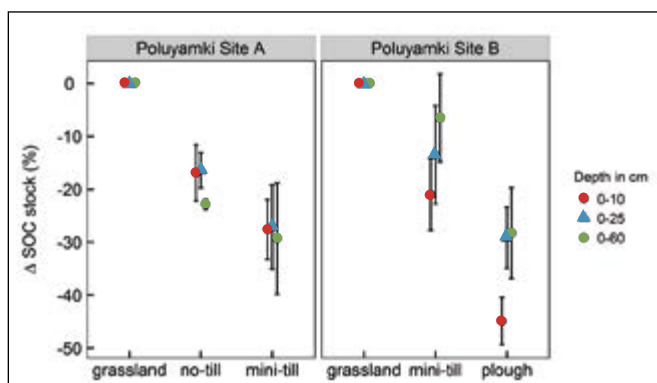 Poluyamki Site A Poluyamki Site B
Δ SOC stock (%)
0
-10
-20
-30
-40
-50
grassland no-till mini-till grassland mini-till plough
Depth in cm
0-10
0-25
0-60